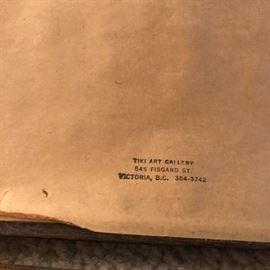 TIKI ART GALLERY
545 FISGARD ST.
VICTORIA, B.C. 384-3742